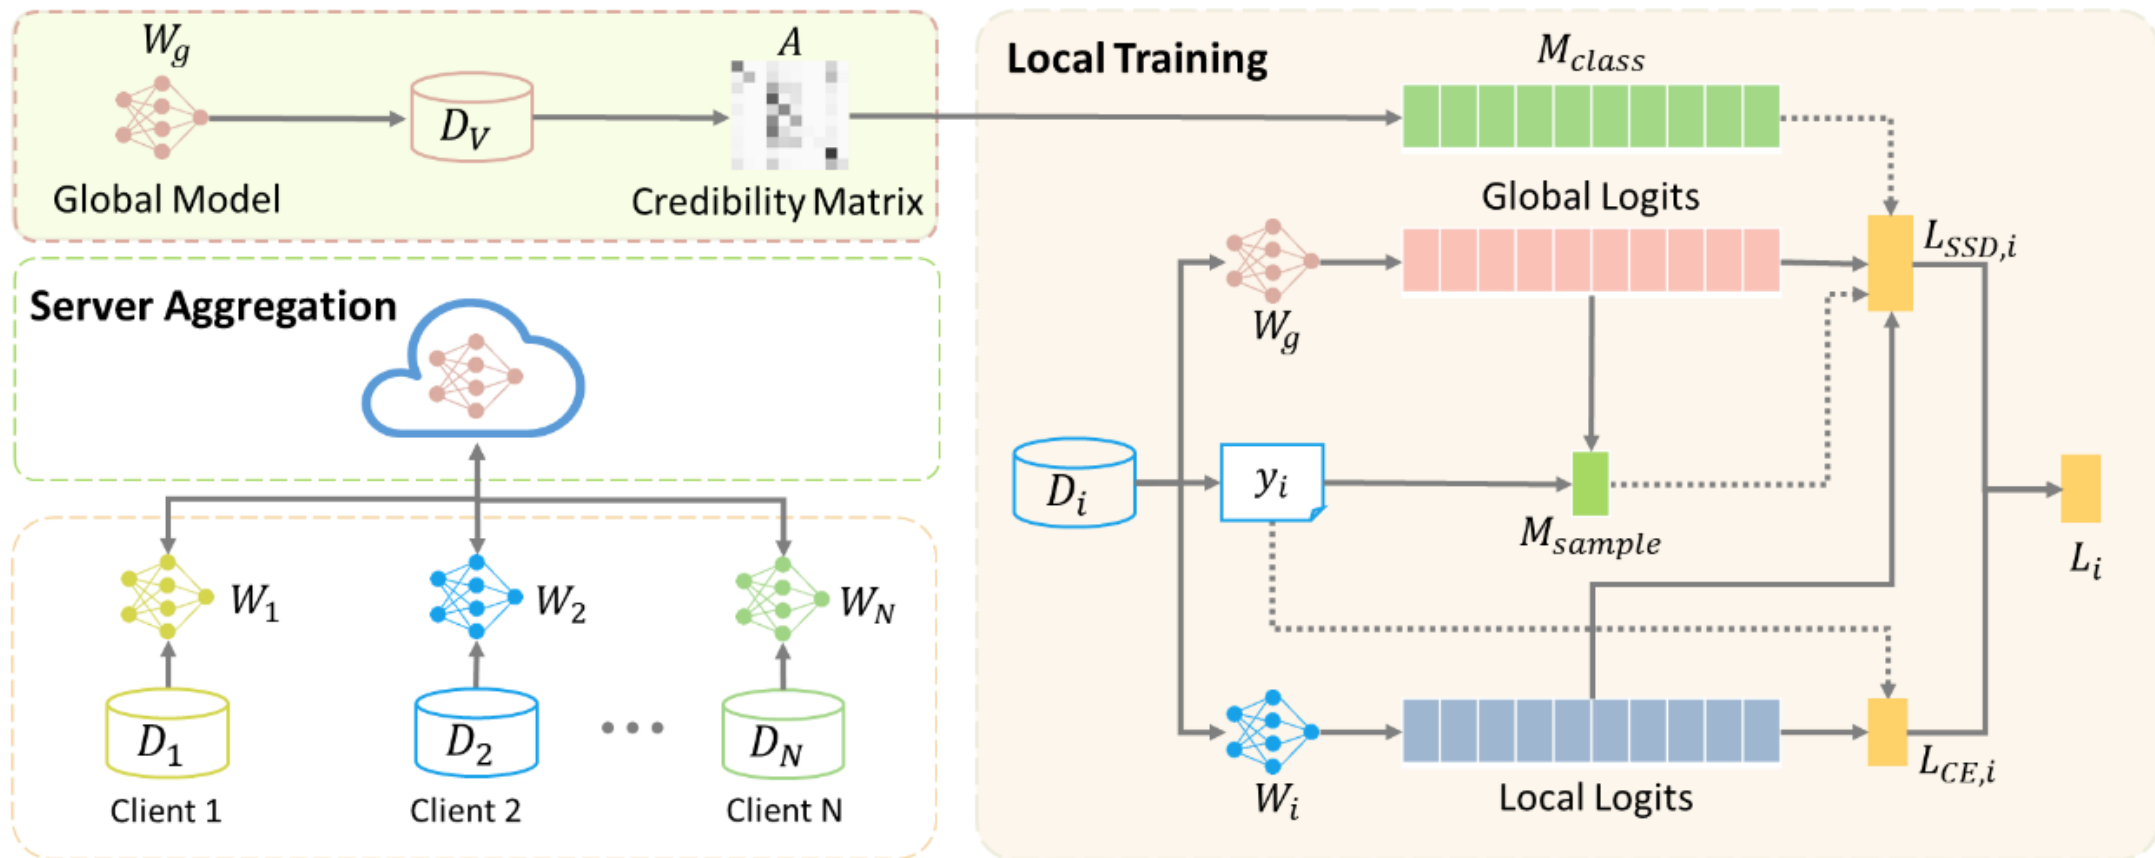 W_g
A
D_V
Global Model
Credibility Matrix
Server Aggregation
W_1
W_2
W_N
D_1
D_2
...
D_N
Client 1
Client 2
Client N
Local Training
M_class
Global Logits
L_SSD,i
W_g
D_i
y_i
M_sample
L_i
W_i
Local Logits
L_CE,i